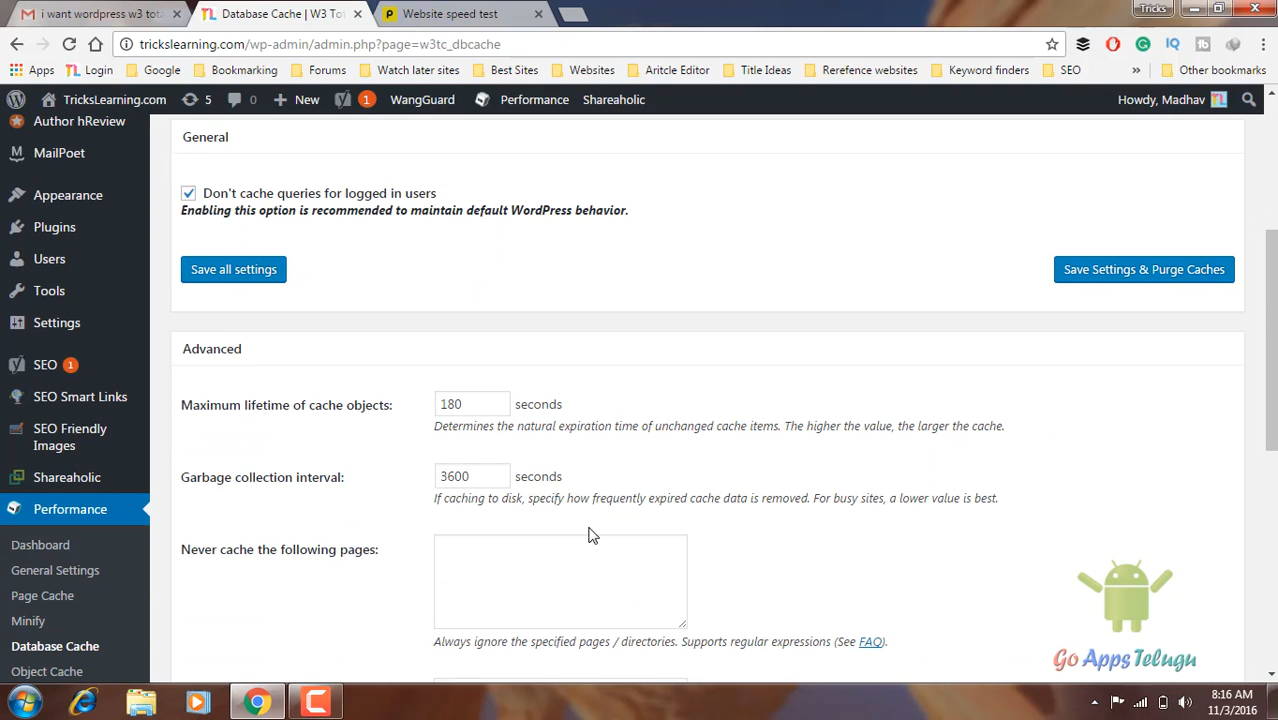 i want wordpress w3 tota
Database Cache | W3 Tot
Website speed test
Tricks
trickslearning.com/wp-admin/admin.php?page=w3tc_dbcache
Apps
Login
Google
Bookmarking
Forums
Watch later sites
Best Sites
Websites
Aritcle Editor
Title Ideas
Rerefence websites
Keyword finders
SEO
»
Other bookmarks
TricksLearning.com
5
0
New
1
WangGuard
Performance
Shareaholic
Howdy, Madhav
Author hReview
MailPoet
Appearance
Plugins
Users
Tools
Settings
SEO 1
SEO Smart Links
SEO Friendly
Images
Shareaholic
Performance
Dashboard
General Settings
Page Cache
Minify
Database Cache
Object Cache
General
Don't cache queries for logged in users
Enabling this option is recommended to maintain default WordPress behavior.
Save all settings
Save Settings & Purge Caches
Advanced
Maximum lifetime of cache objects:
180 seconds
Determines the natural expiration time of unchanged cache items. The higher the value, the larger the cache.
Garbage collection interval:
3600 seconds
If caching to disk, specify how frequently expired cache data is removed. For busy sites, a lower value is best.
Never cache the following pages:
Always ignore the specified pages / directories. Supports regular expressions (See FAQ).
Go AppsTelugu
8:16 AM
11/3/2016